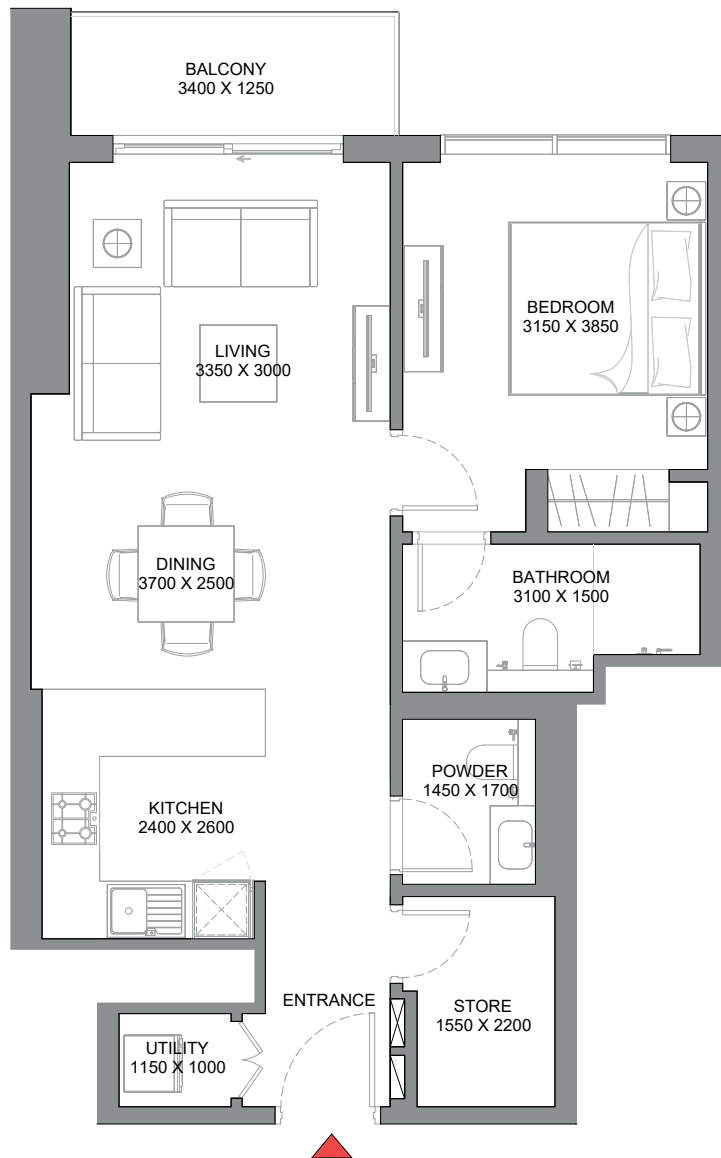 BALCONY
3400 X 1250
BEDROOM
3150 X 3850
LIVING
3350 X 3000
DINING
3700 X 2500
BATHROOM
3100 X 1500
POWDER
1450 X 1700
KITCHEN
2400 X 2600
ENTRANCE
STORE
1550 X 2200
UTILITY
1150 X 1000